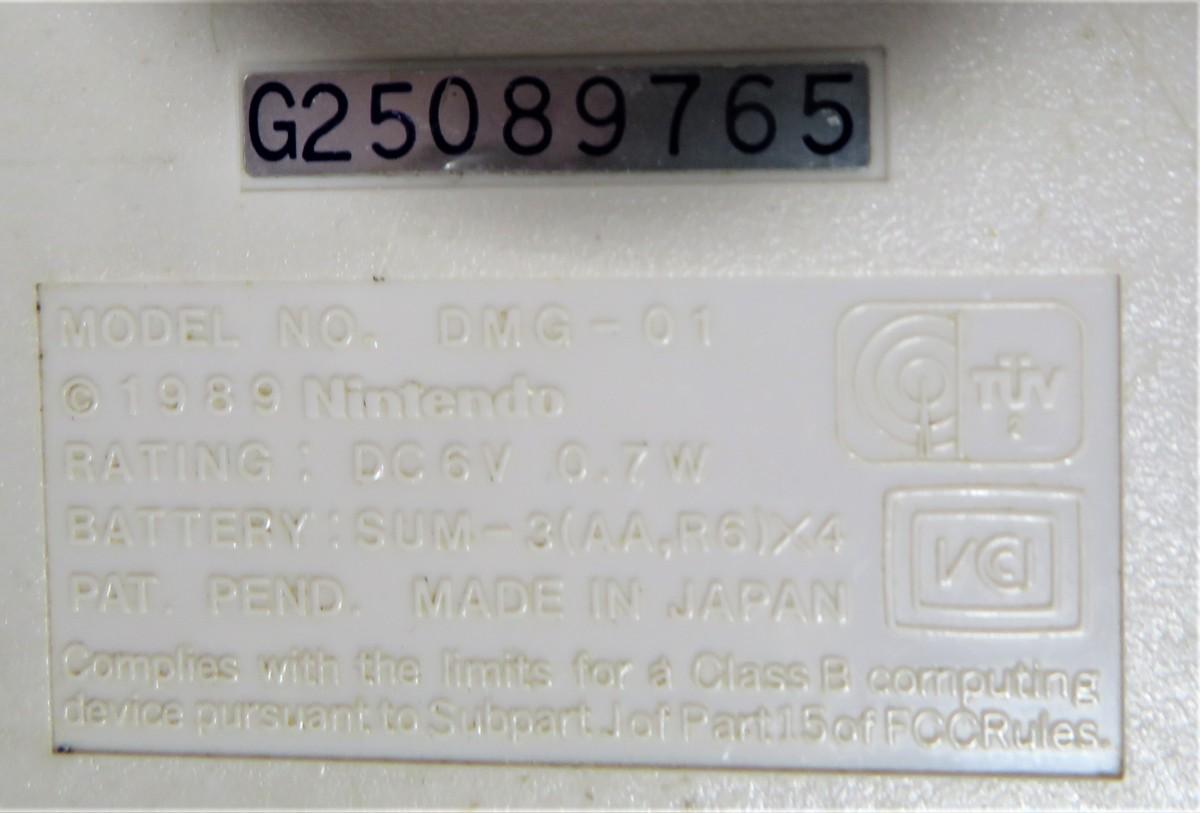 G25089765
MODEL NO. DMG-01
© 1989 Nintendo
TÜV
RATING: DC6V 0.7W
BATTERY:SUM-3(AA,R6)X4
PAT. PEND. MADE IN JAPAN
Complies with the limits for a Class B computing
device pursuant to Subpart J of Part 15 of FCC Rules.